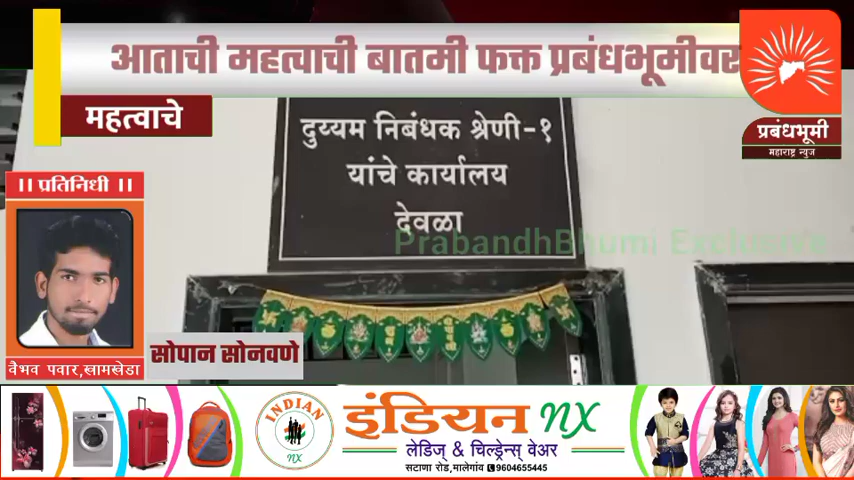 आताची महत्वाची बातमी फक्त प्रबंधभूमीवर
महत्वाचे
प्रबंधभूमी
महाराष्ट्र न्युज
दुय्यम निबंधक श्रेणी-१
यांचे कार्यालय
देवळा
PrabandhBhumi Exclusive
।। प्रतिनिधी ।।
वैभव पवार,खामखेडा
सोपान सोनवणे
INDIAN
NX
इंडियन NX
लेडिज् & चिल्ड्रेन्स् वेअर
सटाणा रोड,मालेगांव 9604655445